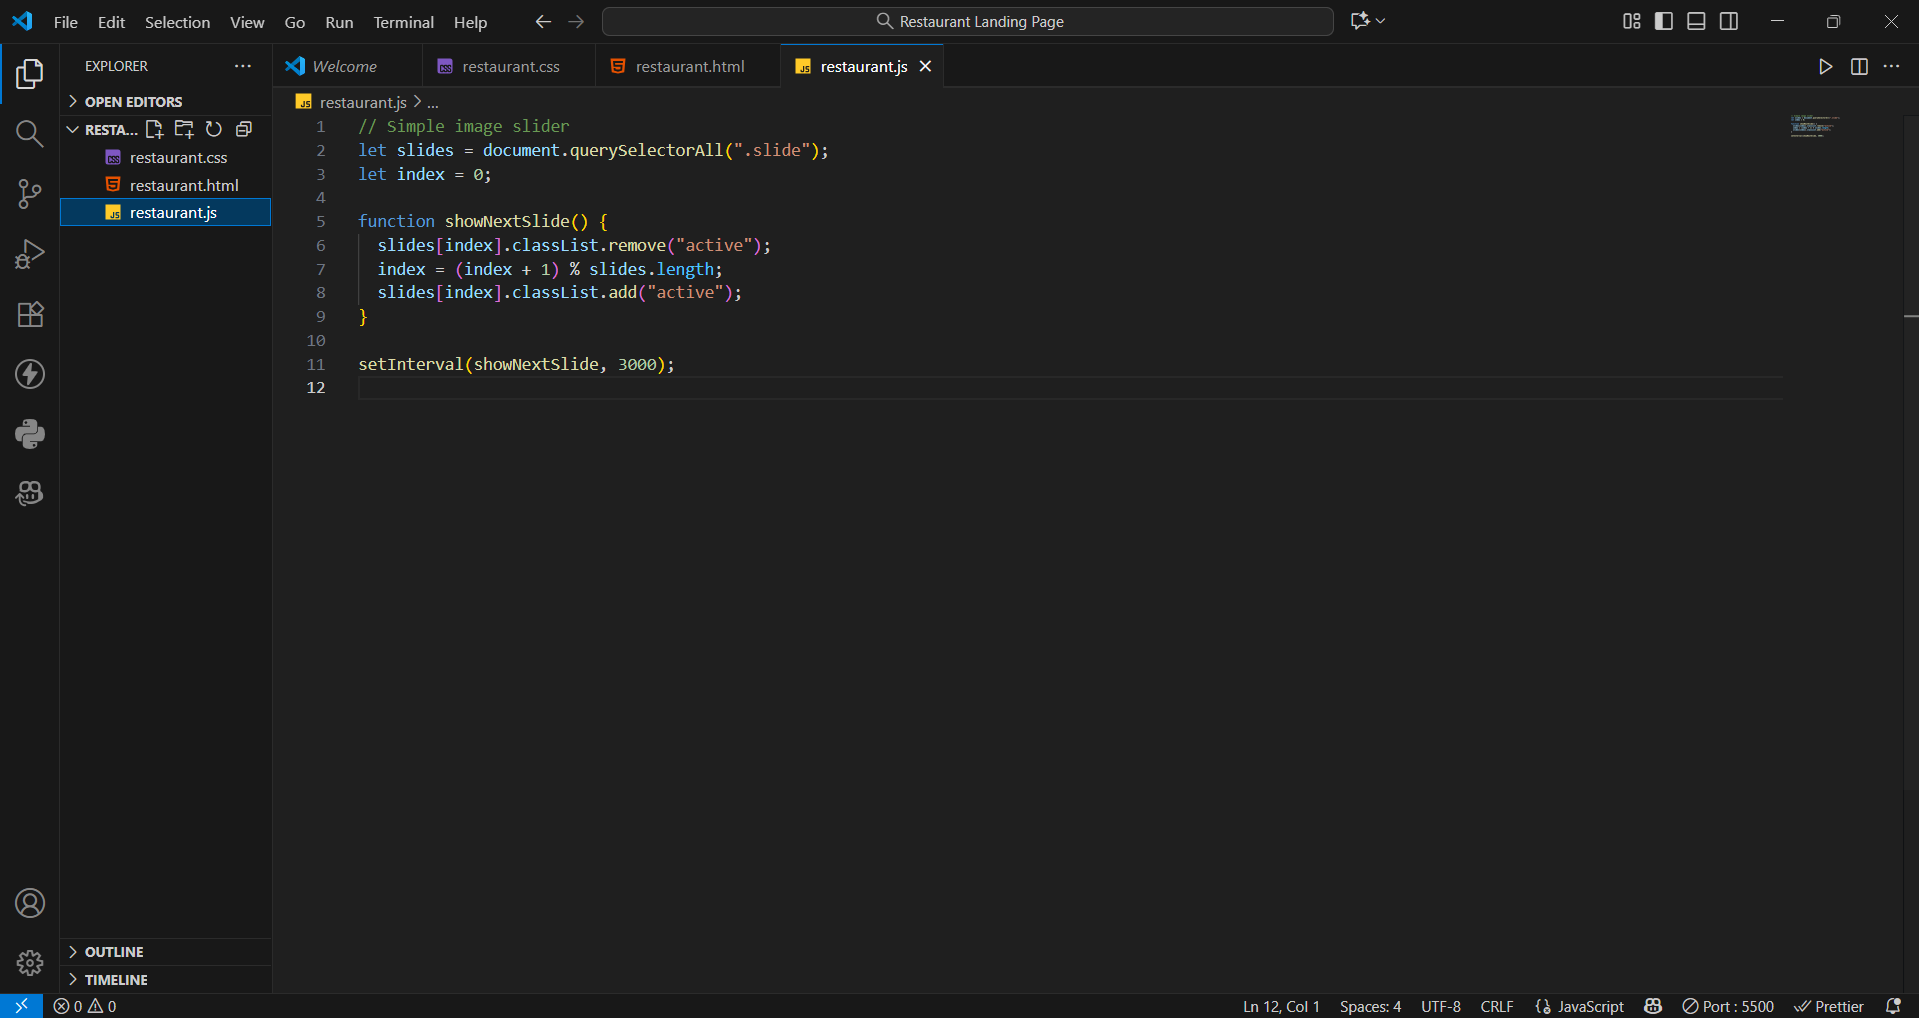 File Edit Selection View Go Run Terminal Help
Restaurant Landing Page
EXPLORER
OPEN EDITORS
RESTA...
restaurant.css
restaurant.html
restaurant.js
OUTLINE
TIMELINE
Welcome
restaurant.css
restaurant.html
restaurant.js
restaurant.js > ...
1 // Simple image slider
2 let slides = document.querySelectorAll(".slide");
3 let index = 0;
4
5 function showNextSlide() {
6 slides[index].classList.remove("active");
7 index = (index + 1) % slides.length;
8 slides[index].classList.add("active");
9 }
10
11 setInterval(showNextSlide, 3000);
12
0 0
Ln 12, Col 1 Spaces: 4 UTF-8 CRLF {} JavaScript Port : 5500 Prettier